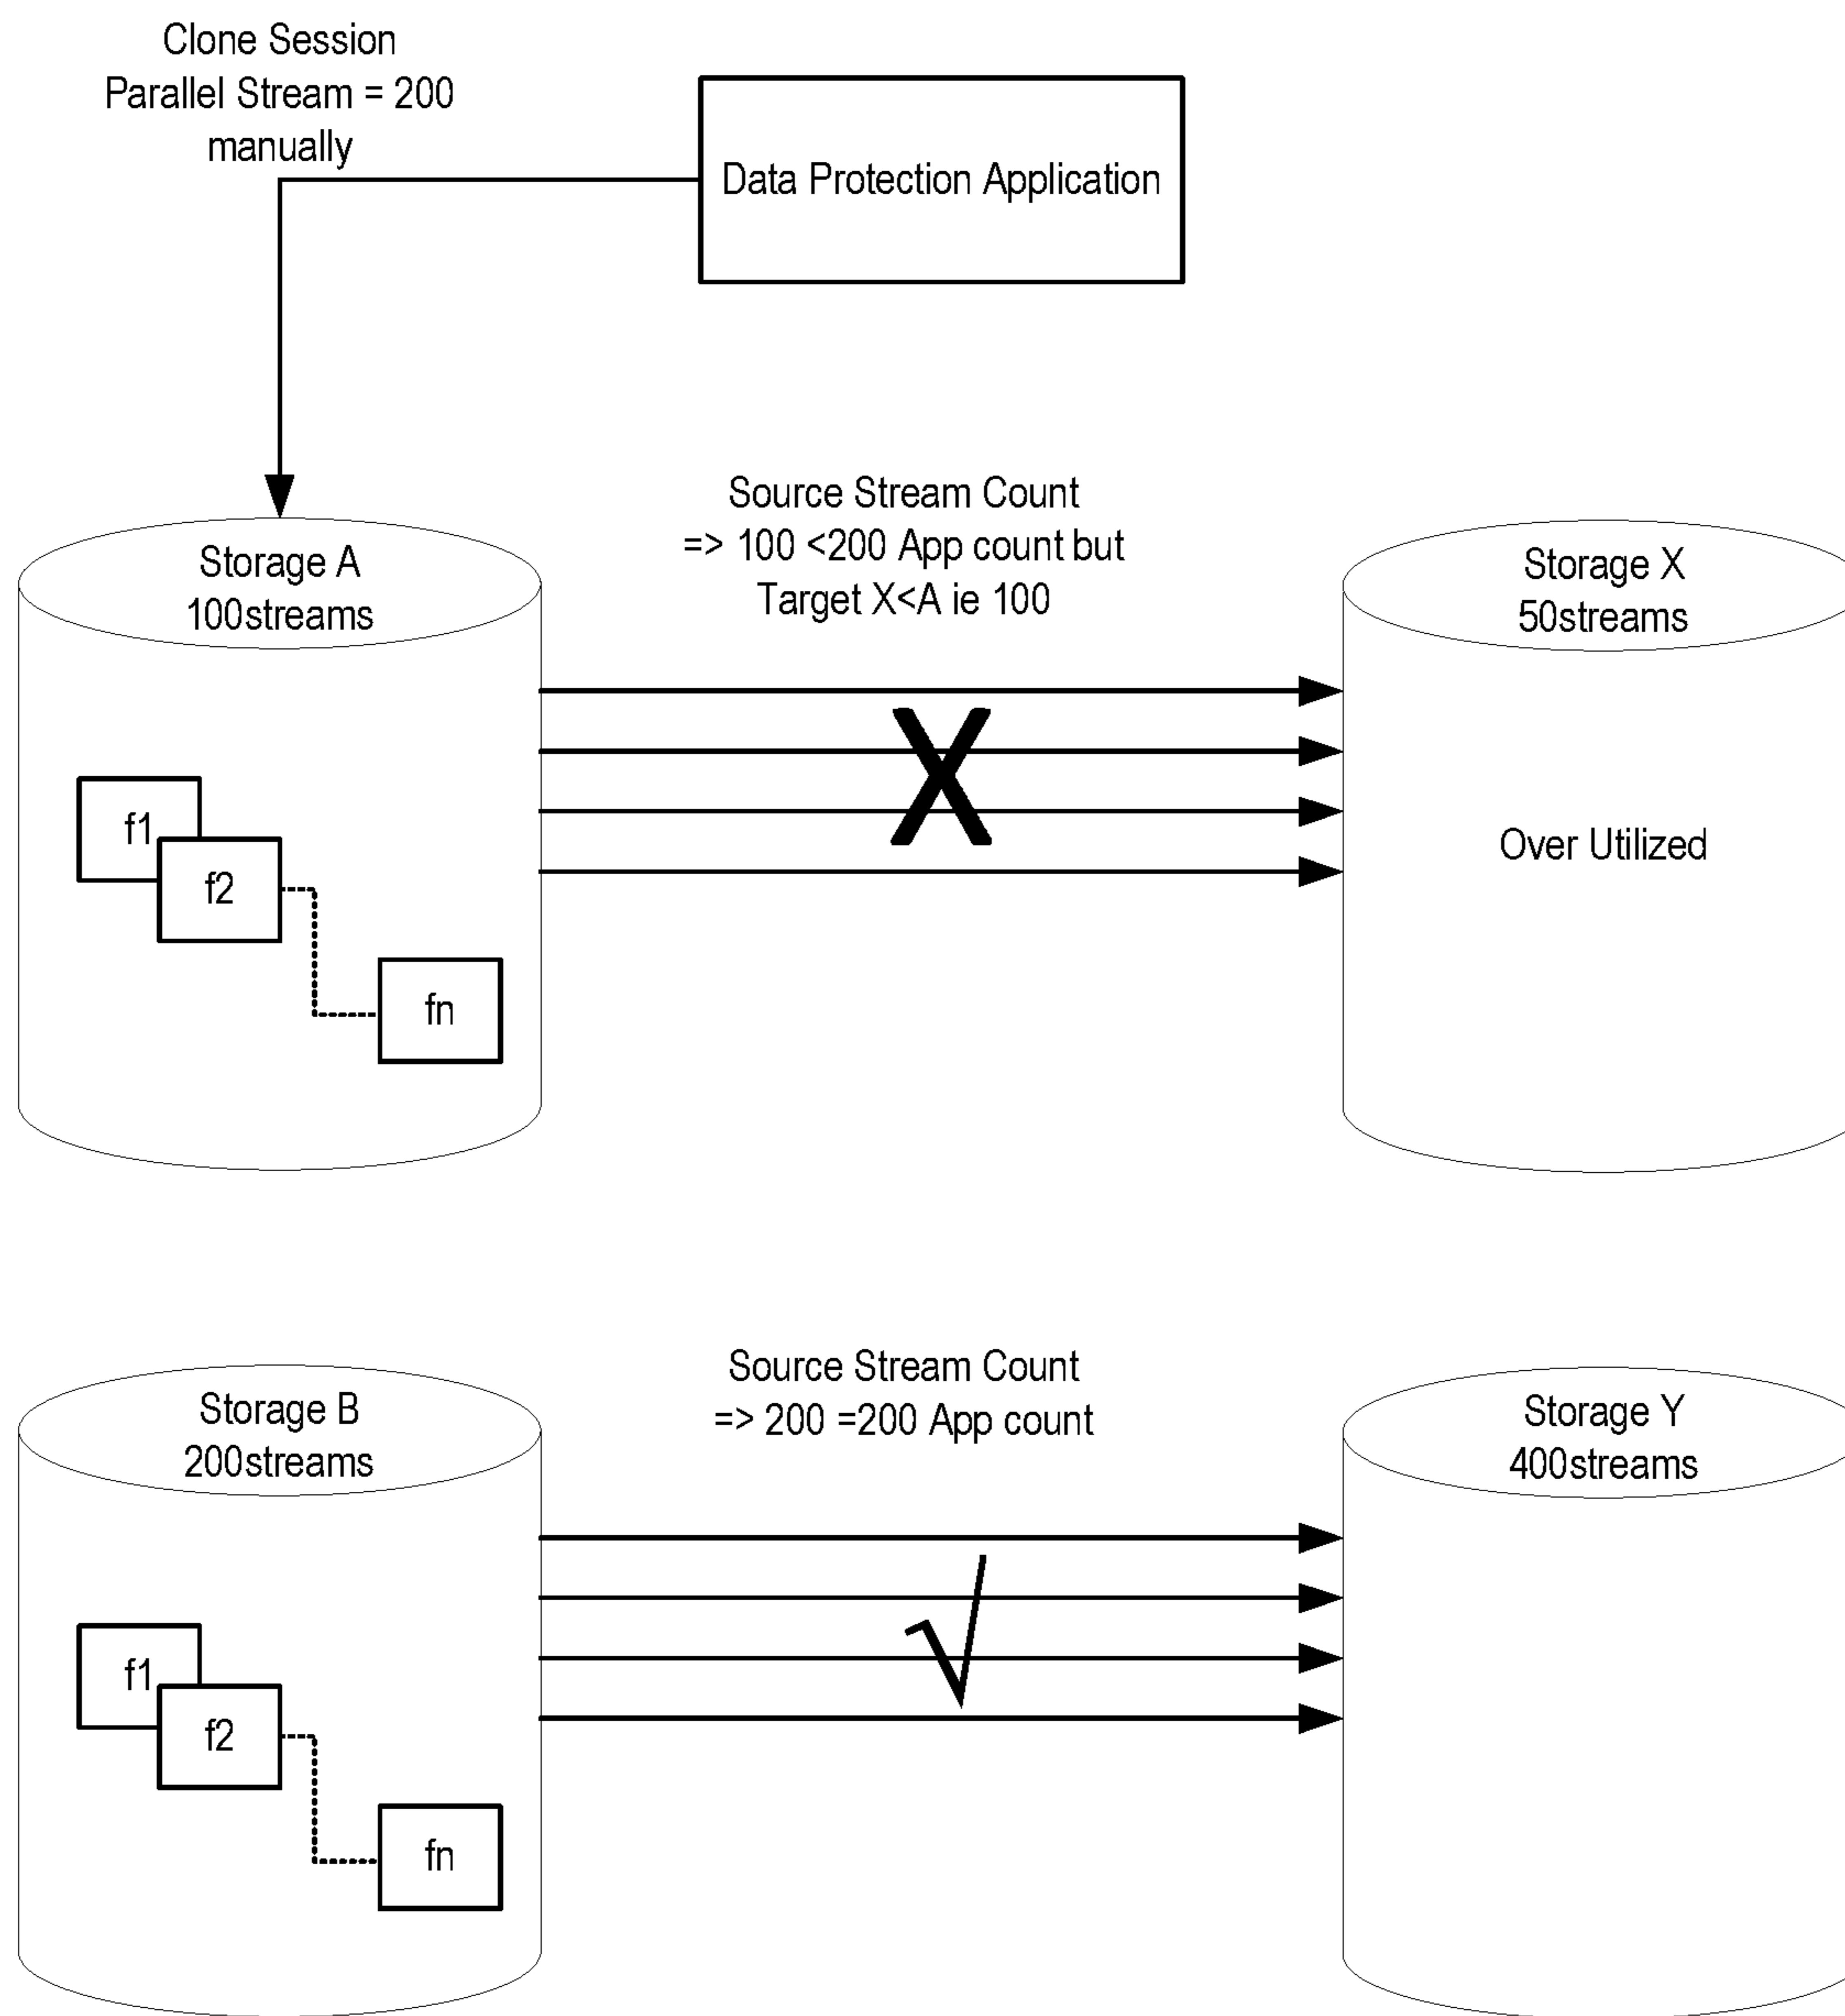 Clone Session
Parallel Stream = 200
manually
Data Protection Application
Source Stream Count
=> 100 <200 App count but
Target X<A ie 100
Storage A
100streams
Storage X
50streams
f1
f2
fn
Over Utilized
Source Stream Count
=> 200 =200 App count
Storage B
200streams
Storage Y
400streams
f1
f2
fn